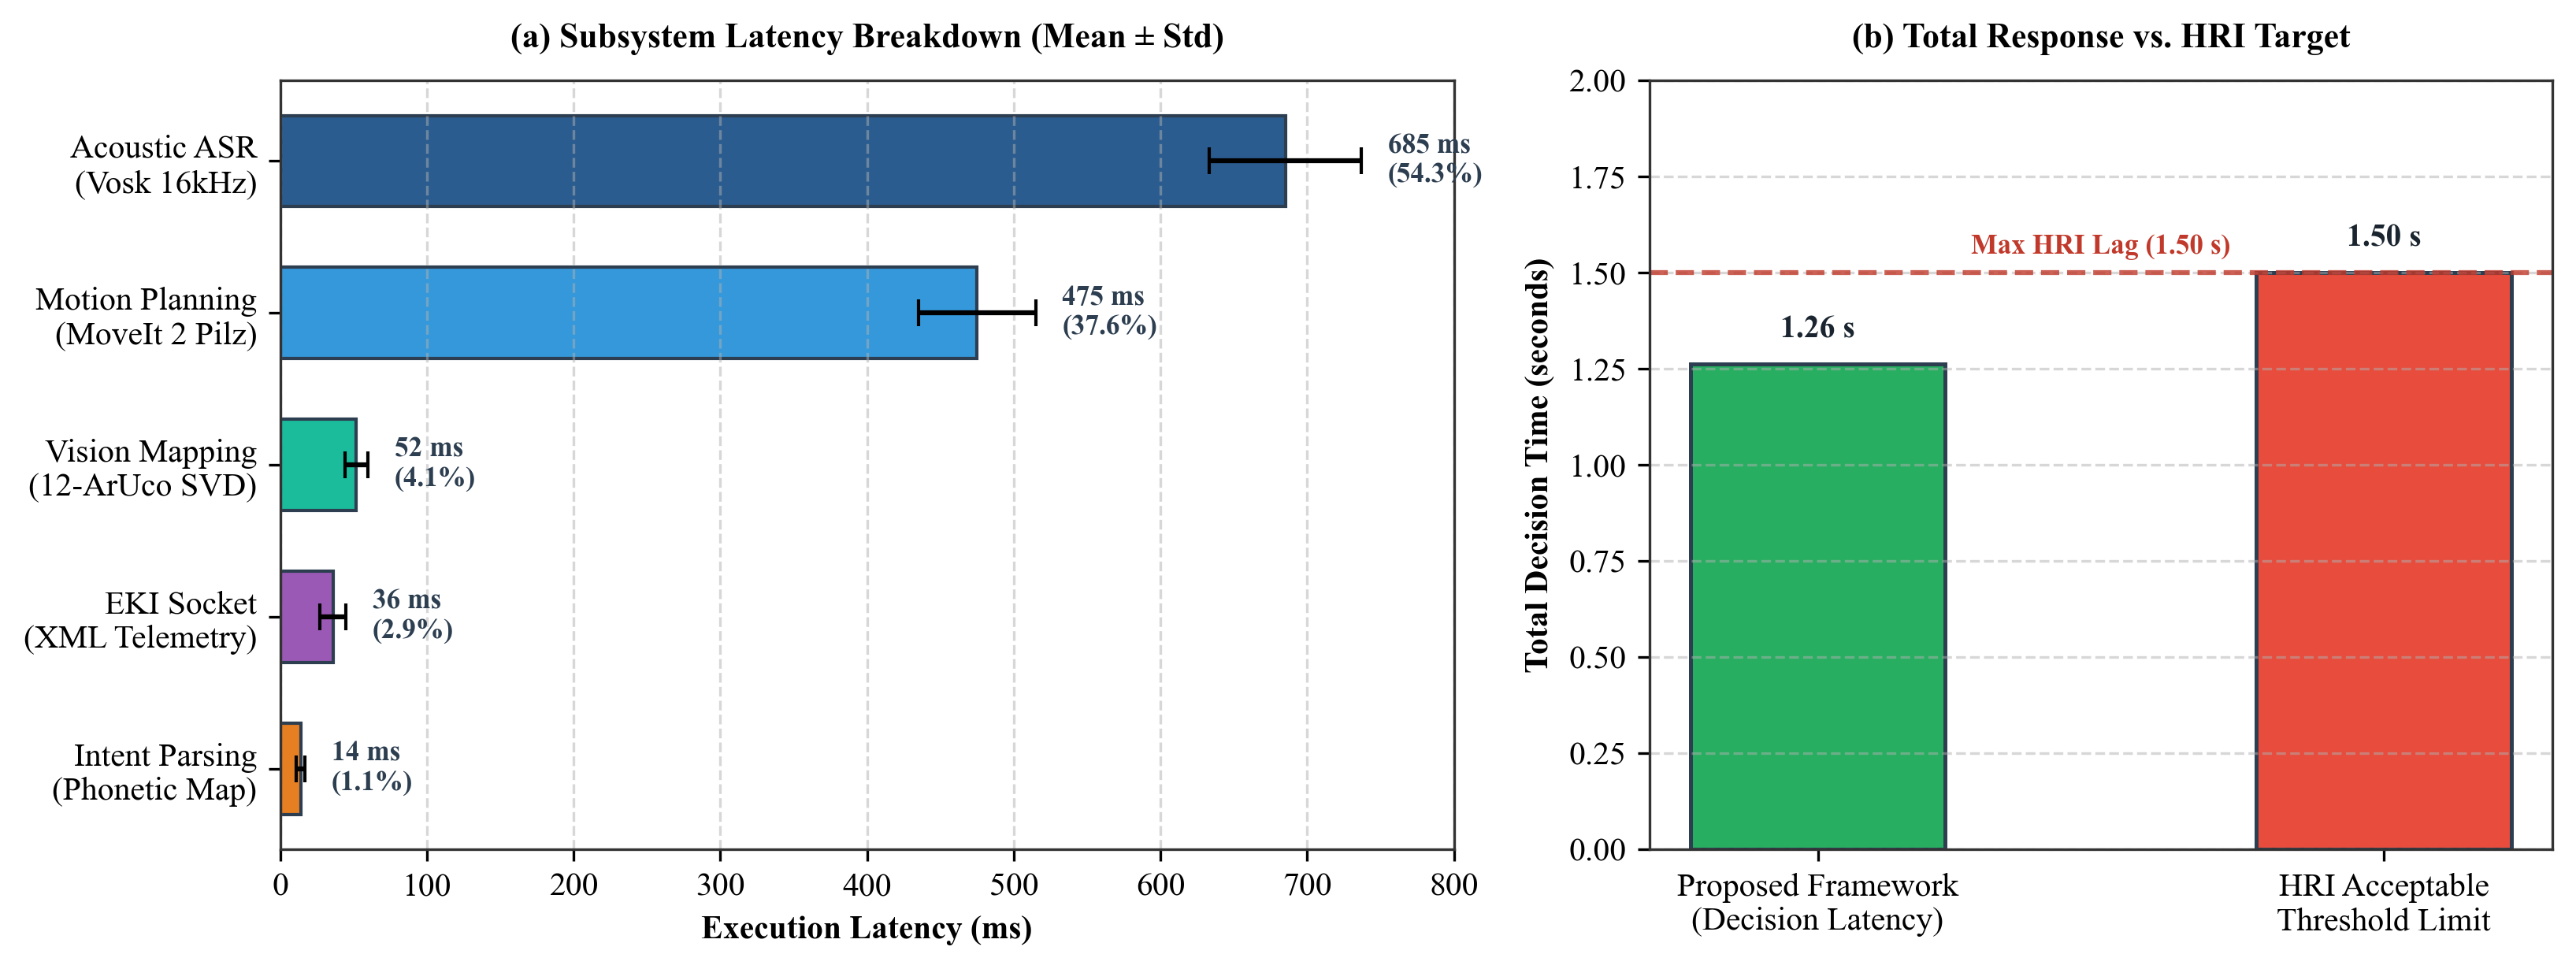 (a) Subsystem Latency Breakdown (Mean ± Std)
Acoustic ASR
(Vosk 16kHz)
685 ms
(54.3%)
Motion Planning
(MoveIt 2 Pilz)
475 ms
(37.6%)
Vision Mapping
(12-ArUco SVD)
52 ms
(4.1%)
EKI Socket
(XML Telemetry)
36 ms
(2.9%)
Intent Parsing
(Phonetic Map)
14 ms
(1.1%)
0 100 200 300 400 500 600 700 800
Execution Latency (ms)
(b) Total Response vs. HRI Target
Total Decision Time (seconds)
2.00
1.75
1.50
1.25
1.00
0.75
0.50
0.25
0.00
Max HRI Lag (1.50 s)
1.50 s
1.26 s
Proposed Framework
(Decision Latency)
HRI Acceptable
Threshold Limit